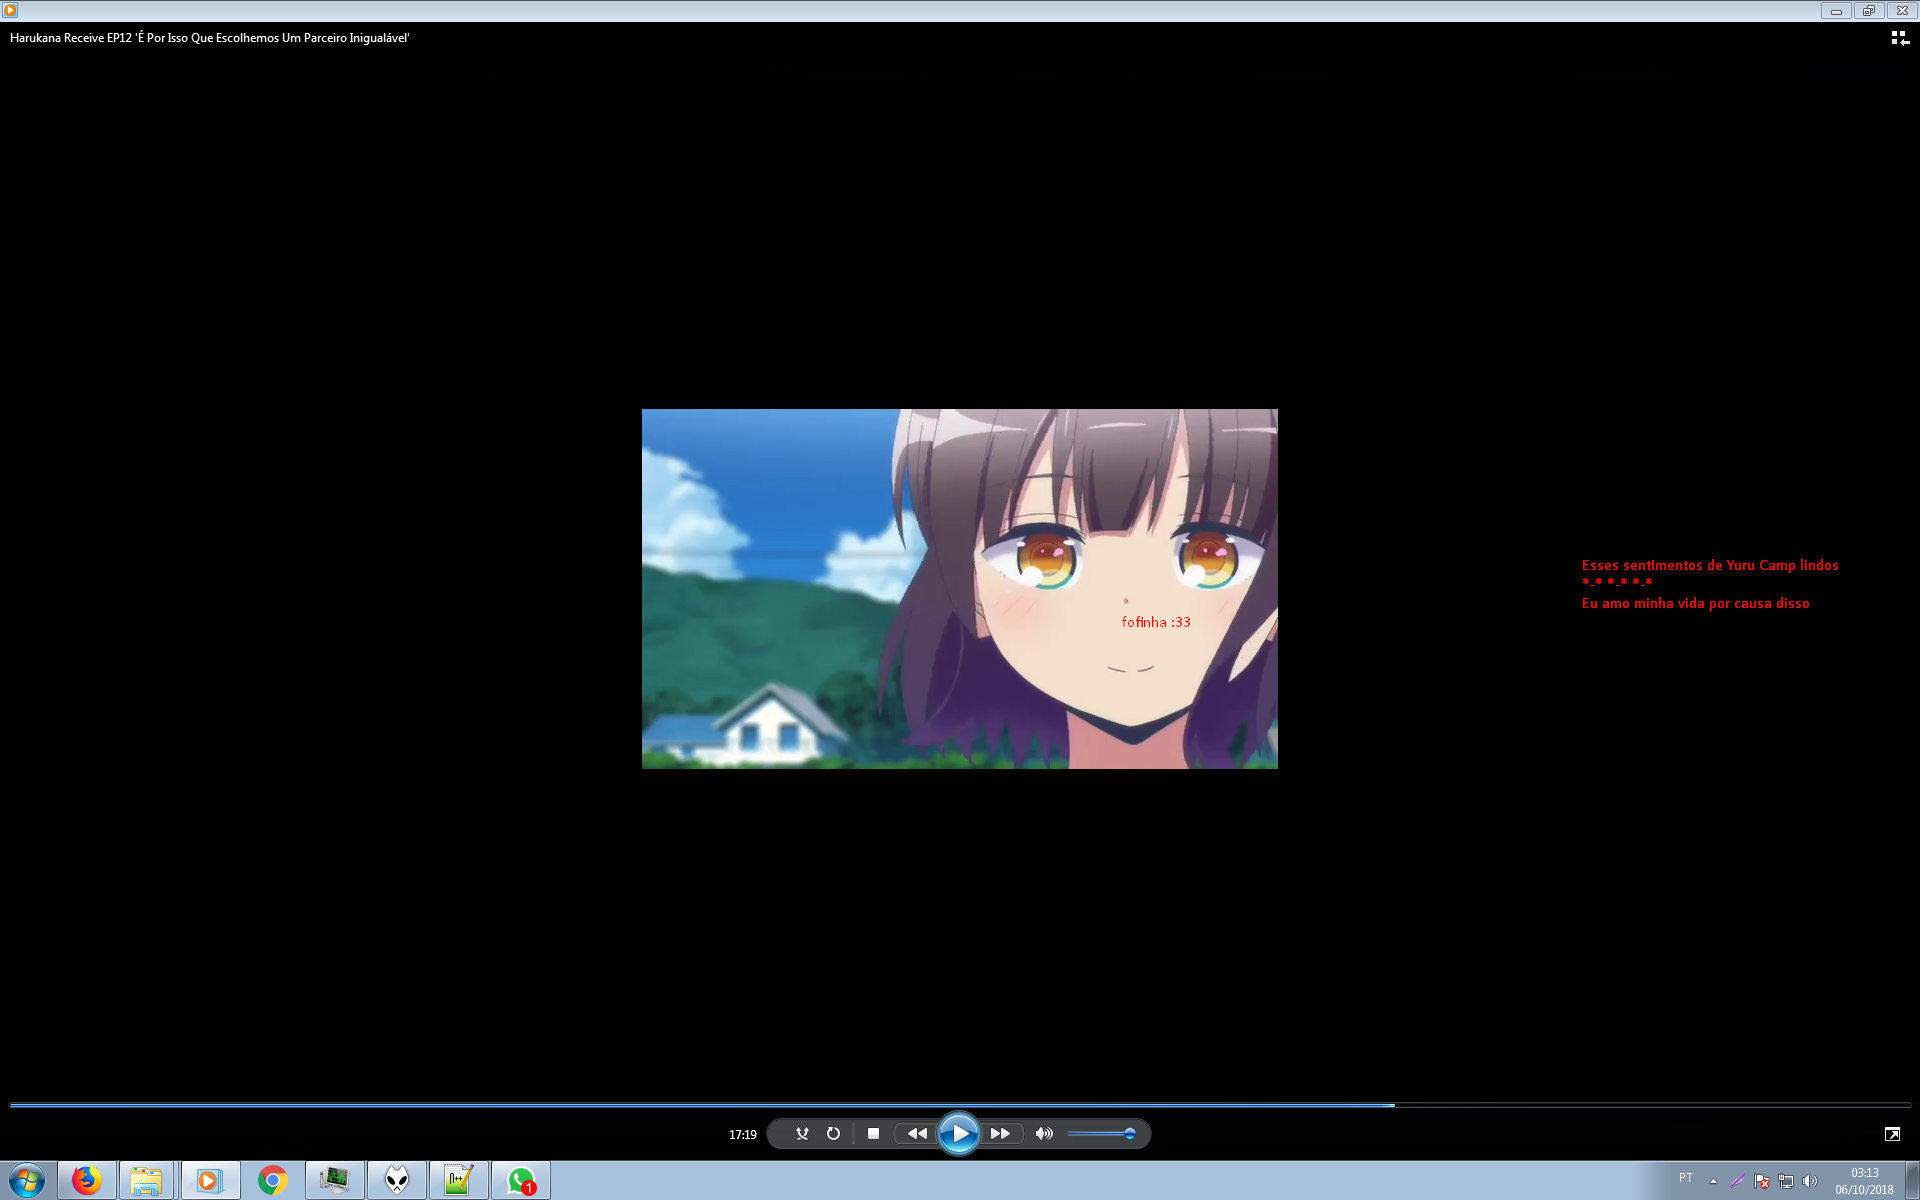 Harukana Receive EP12 'É Por Isso Que Escolhemos Um Parceiro Inigualável'
Esses sentimentos de Yuru Camp lindos
*-* *-* *-*
Eu amo minha vida por causa disso
fofinha :33
17:19
1
PT
03:13
06/10/2018